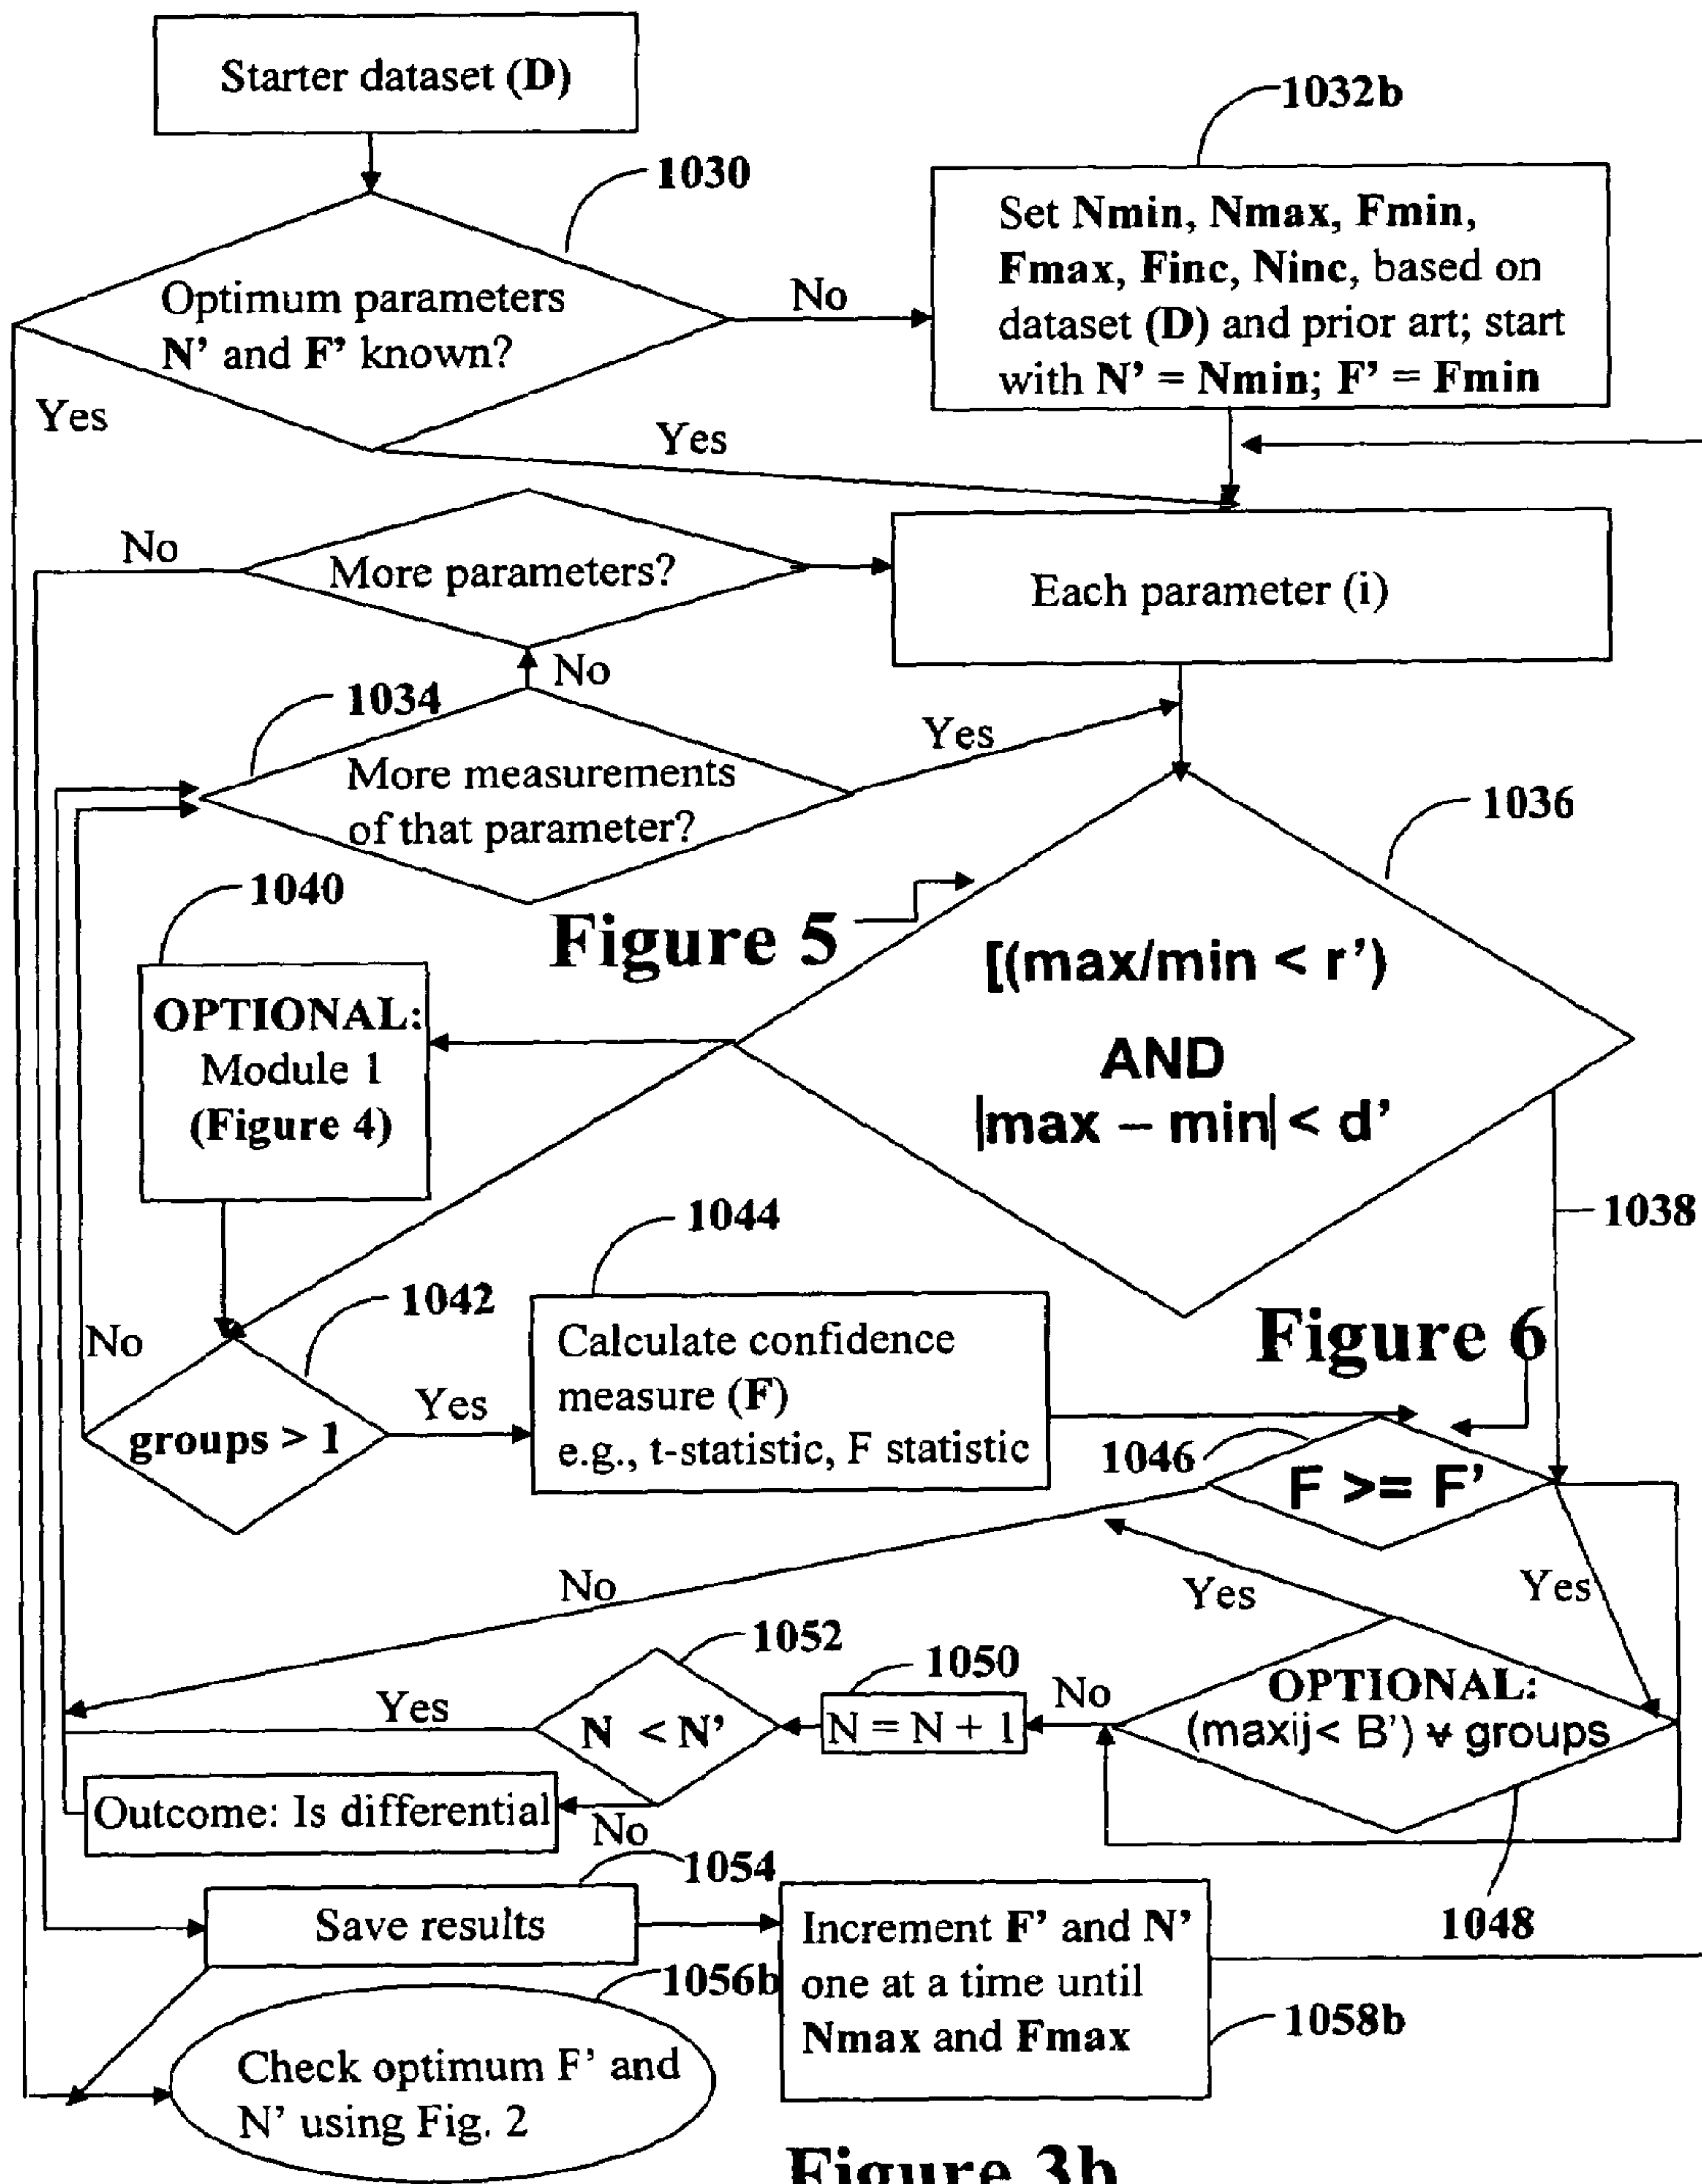 Starter dataset (D)
1030
1032b
Optimum parameters
N' and F' known?
No
Set Nmin, Nmax, Fmin,
Fmax, Finc, Ninc, based on
dataset (D) and prior art; start
with N' = Nmin; F' = Fmin
Yes
Yes
No
More parameters?
Each parameter (i)
No
1034
More measurements
of that parameter?
Yes
1036
1040
OPTIONAL:
Module 1
(Figure 4)
Figure 5
[(max/min < r')
AND
|max – min| < d'
1038
1044
1042
No
groups > 1
Yes
Calculate confidence
measure (F)
e.g., t-statistic, F statistic
Figure 6
1046
F >= F'
No
Yes
Yes
1052
1050
Yes
N < N'
N = N + 1
No
OPTIONAL:
(maxij< B') ∀ groups
Outcome: Is differential
No
1054
Save results
1048
1056b
Increment F' and N'
one at a time until
Nmax and Fmax
1058b
Check optimum F' and
N' using Fig. 2
Figure 3b